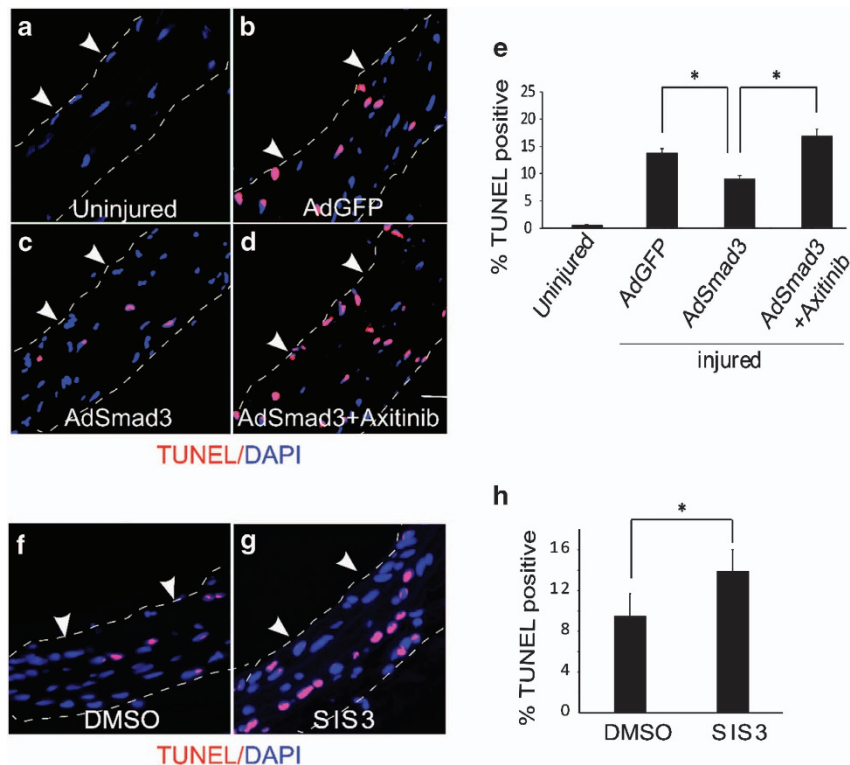 a
b
Uninjured
AdGFP
c
d
AdSmad3
AdSmad3+Axitinib
TUNEL/DAPI
e
% TUNEL positive
25
20
15
10
5
0
*
*
Uninjured
AdGFP
AdSmad3
AdSmad3
+Axitinib
injured
f
g
DMSO
SIS3
TUNEL/DAPI
h
% TUNEL positive
16
12
8
4
0
*
DMSO
SIS3